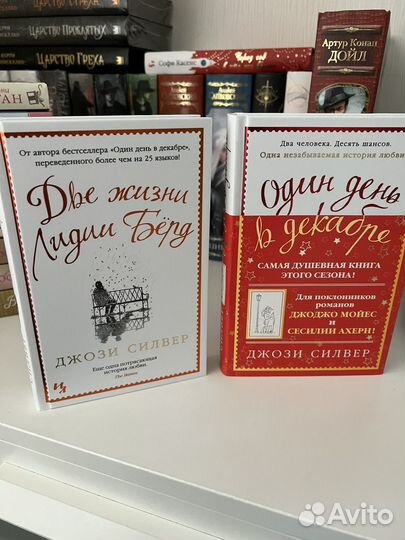 ЦАРСТВО ПРОКЛЯТЫХ
ЦАРСТВО ГРЕХА
Артур Конан
ДОЙЛ
От автора бестселлера «Один день в декабре»,
переведенного более чем на 25 языков!
Две жизни
Лидии Бёрд
ДЖОЗИ СИЛВЕР
Еще одна потрясающая
история любви.
The Sunset
Два человека. Десять шансов.
Одна незабываемая история любви
Один день
в декабре
САМАЯ ДУШЕВНАЯ КНИГА
ЭТОГО СЕЗОНА!
Для поклонников
романов
ДЖОДЖО МОЙЕС
и
СЕСИЛИИ АХЕРН!
ДЖОЗИ СИЛВЕР
Avito